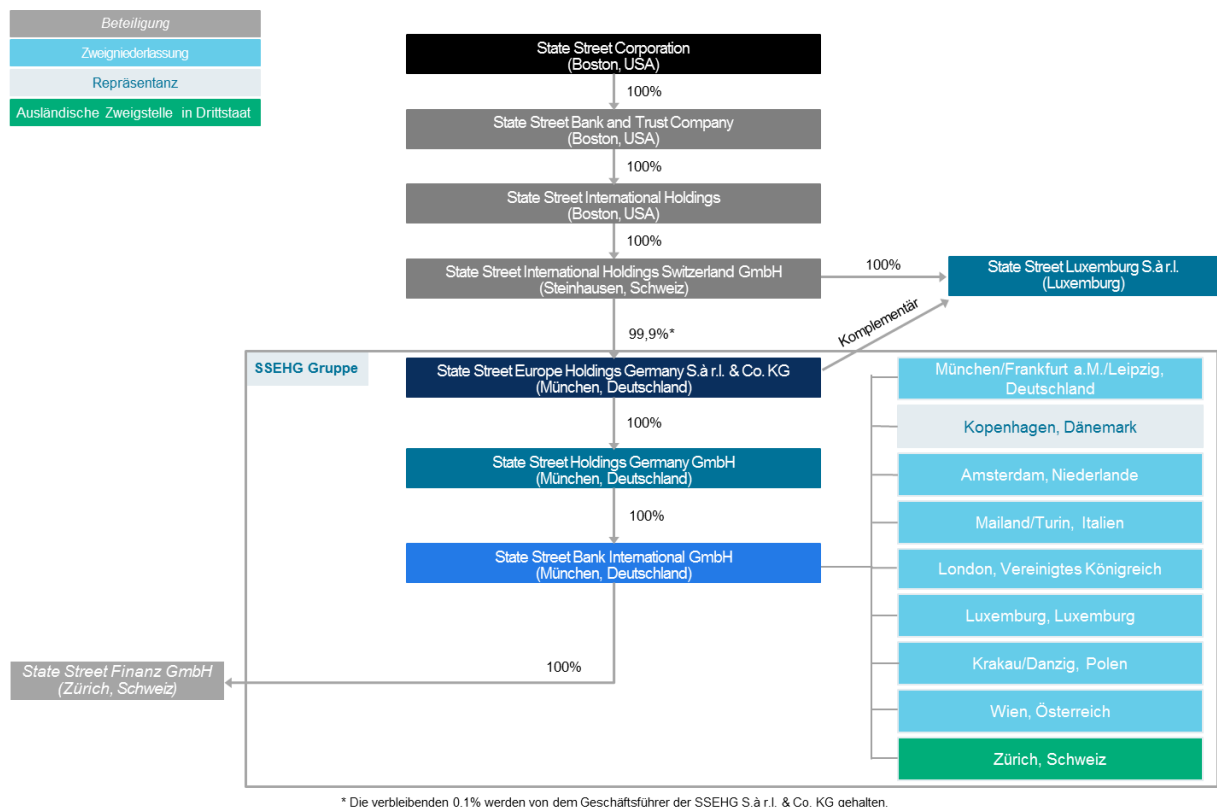 Beteiligung
Zweigniederlassung
Repräsentanz
Ausländische Zweigstelle in Drittstaat
State Street Corporation
(Boston, USA)
100%
State Street Bank and Trust Company
(Boston, USA)
100%
State Street International Holdings
(Boston, USA)
100%
State Street International Holdings Switzerland GmbH
(Steinhausen, Schweiz)
100%
State Street Luxemburg S.à r.l.
(Luxemburg)
Komplementär
99,9%*
SSEHG Gruppe
State Street Europe Holdings Germany S.à r.l. & Co. KG
(München, Deutschland)
100%
State Street Holdings Germany GmbH
(München, Deutschland)
100%
State Street Bank International GmbH
(München, Deutschland)
100%
State Street Finanz GmbH
(Zürich, Schweiz)
München/Frankfurt a.M./Leipzig,
Deutschland
Kopenhagen, Dänemark
Amsterdam, Niederlande
Mailand/Turin, Italien
London, Vereinigtes Königreich
Luxemburg, Luxemburg
Krakau/Danzig, Polen
Wien, Österreich
Zürich, Schweiz
* Die verbleibenden 0,1% werden von dem Geschäftsführer der SSEHG S.à r.l. & Co. KG gehalten.